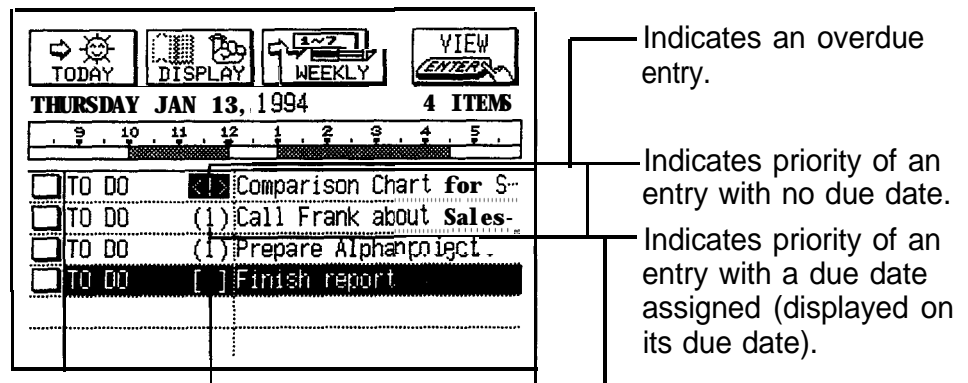 TODAY DISPLAY 1~7 WEEKLY VIEW ENTER
THURSDAY JAN 13, 1994 4 ITEMS
9 10 11 12 1 2 3 4 5
TO DO <1> Comparison Chart for S
TO DO (1) Call Frank about Sales-
TO DO (1) Prepare Alpha
TO DO [ ] Finish report
Indicates an overdue
entry.
Indicates priority of an
entry with no due date.
Indicates priority of an
entry with a due date
assigned (displayed on
its due date).